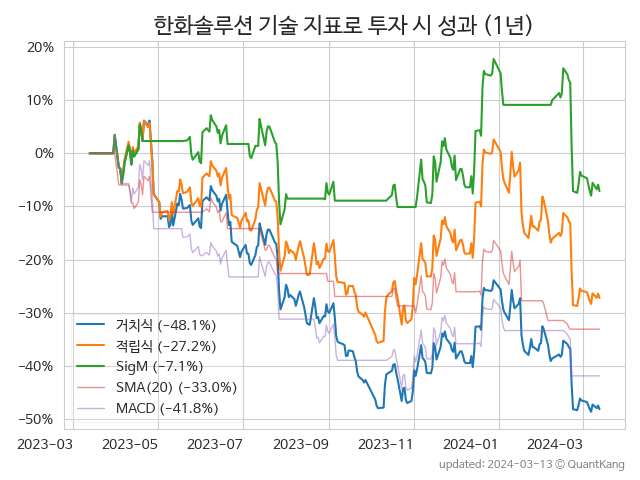 한화솔루션 기술 지표로 투자 시 성과 (1년)
20%
10%
0%
−10%
−20%
−30%
−40%
−50%
거치식 (−48.1%)
적립식 (−27.2%)
SigM (−7.1%)
SMA(20) (−33.0%)
MACD (−41.8%)
2023-03 2023-05 2023-07 2023-09 2023-11 2024-01 2024-03
updated: 2024-03-13 © QuantKang